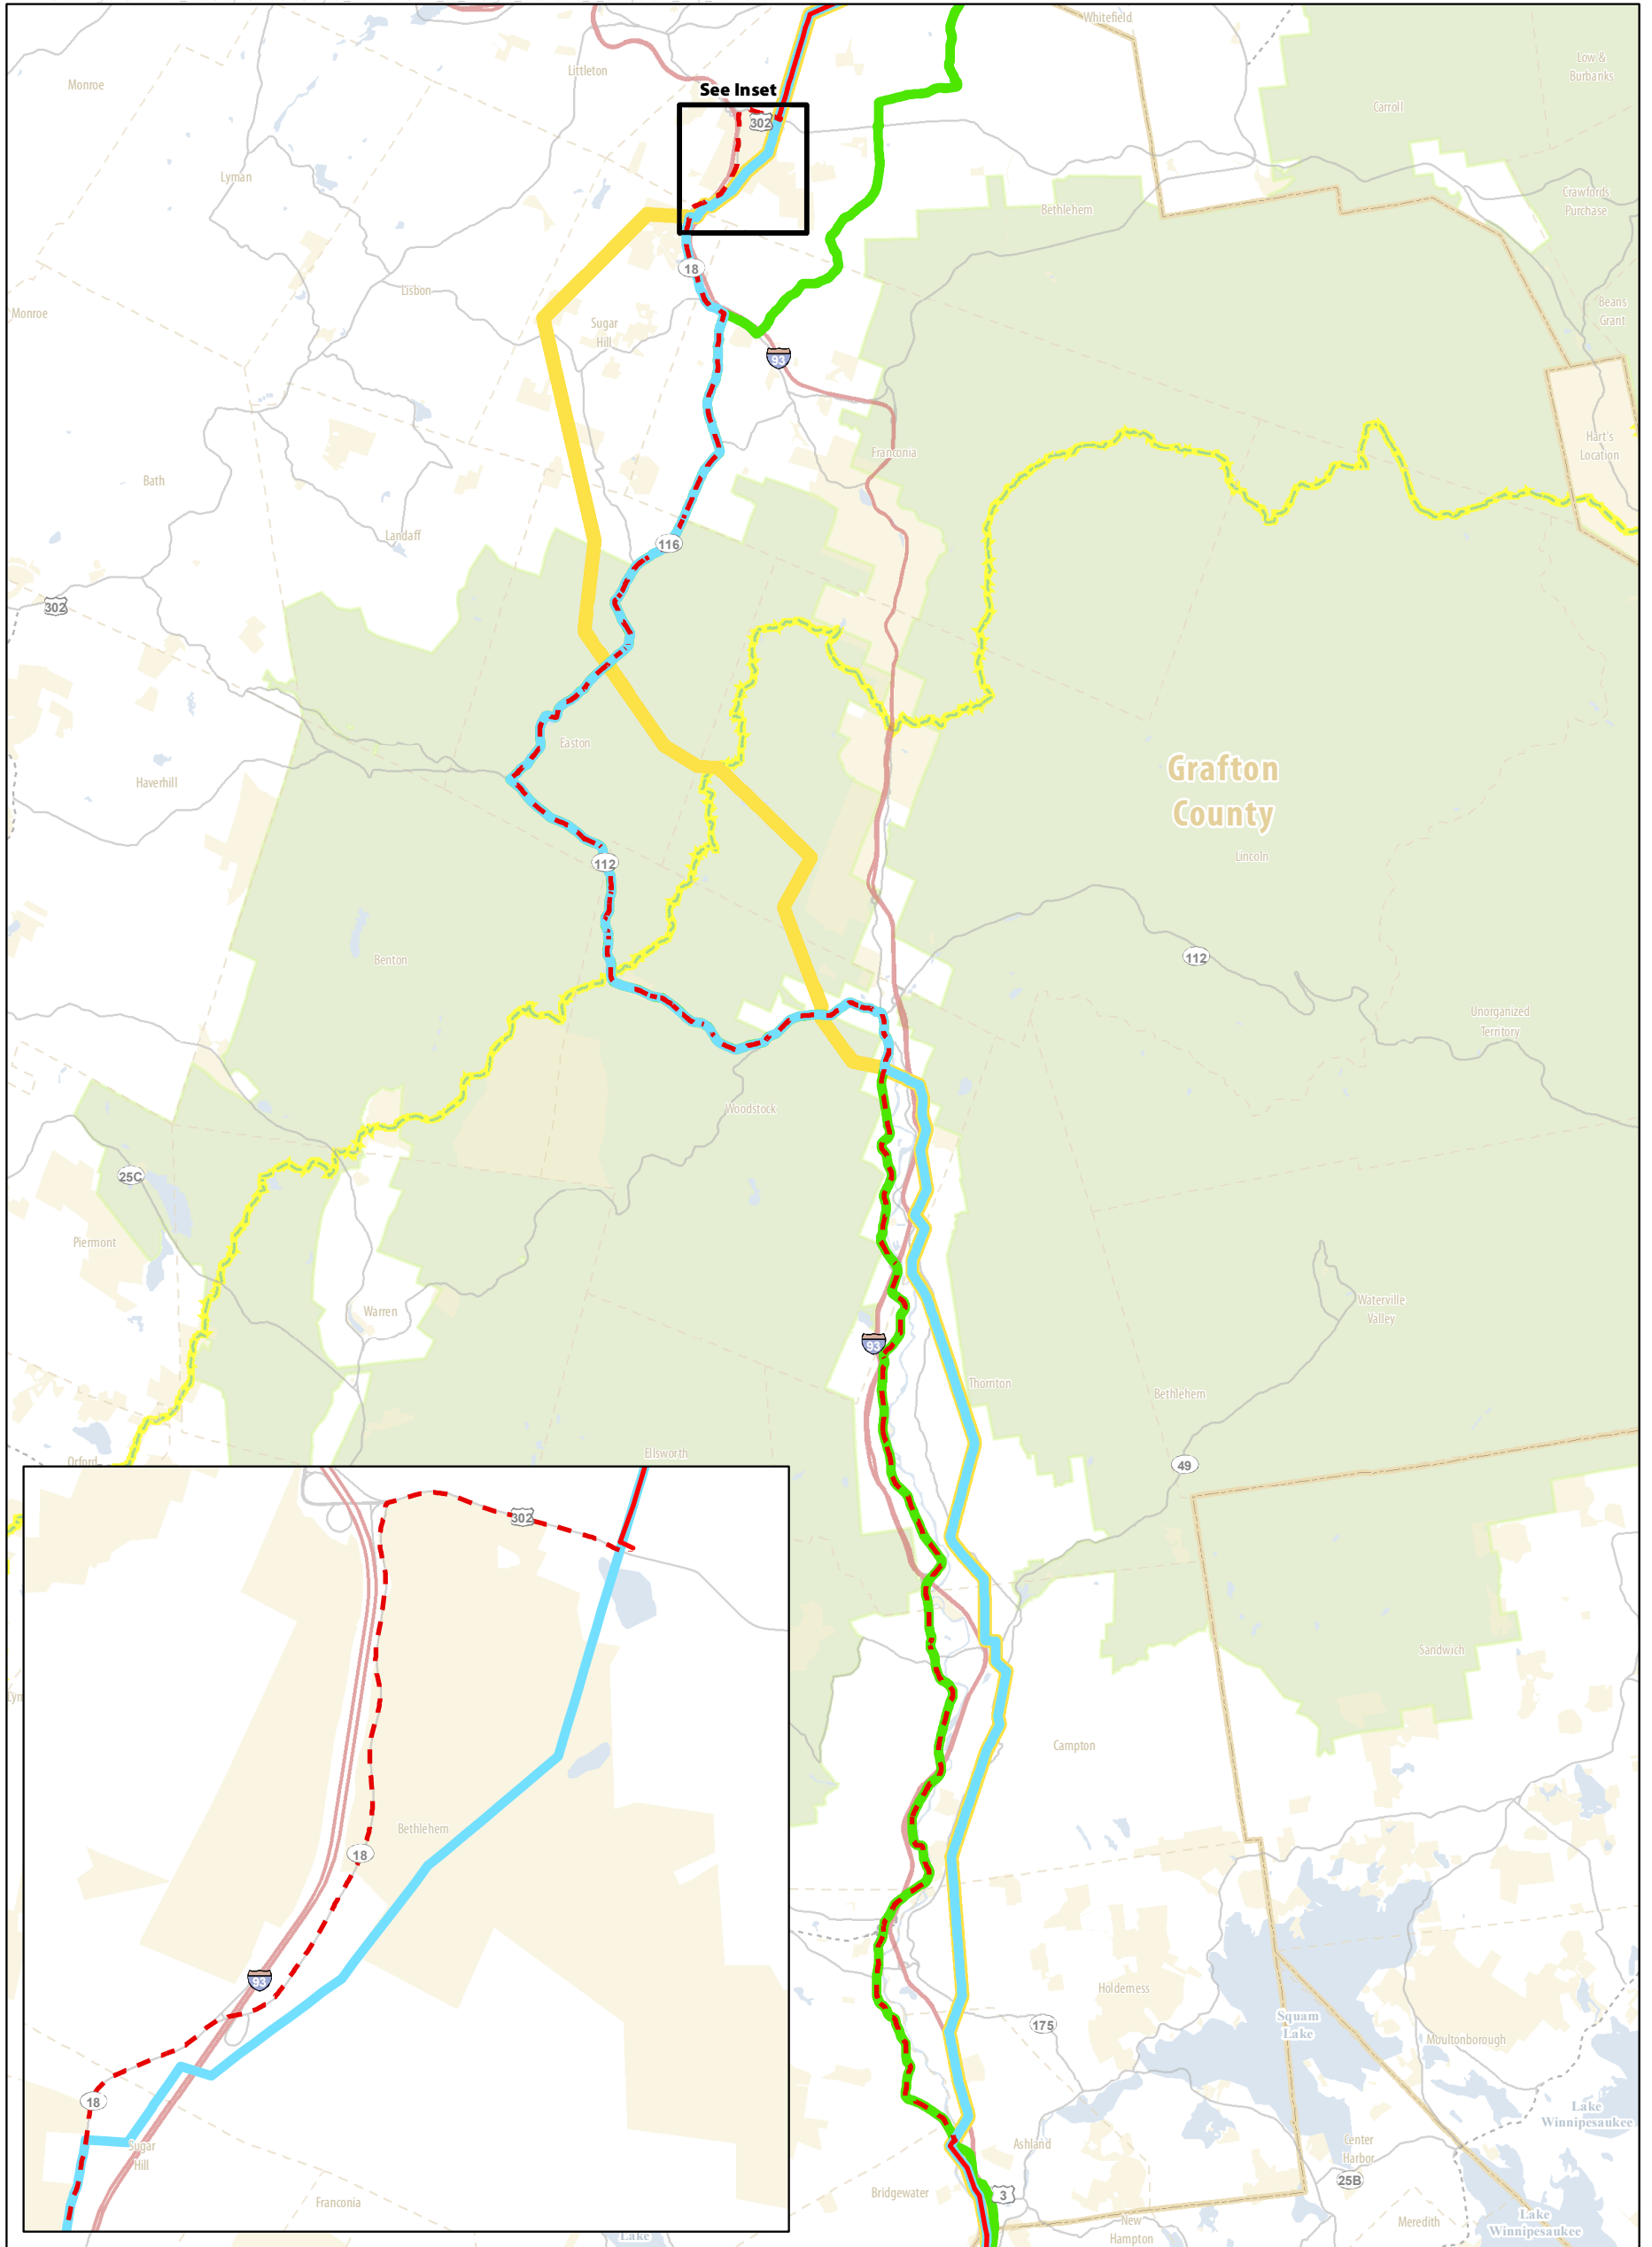 Whitefield
Monroe
Littleton
Low &
Burbanks
See Inset
Carroll
302
Lyman
Crawfords
Purchase
Bethlehem
18
Lisbon
Monroe
Beans
Grant
Sugar
Hill
93
Hart's
Location
Franconia
Bath
Landaff
116
302
Easton
Grafton
County
Haverhill
Lincoln
112
Benton
112
Unorganized
Territory
Woodstock
25C
Piermont
Warren
Waterville
Valley
93
Thornton
Bethlehem
Ellsworth
Orford
49
302
Sandwich
Lyn
Campton
Bethlehem
18
93
Holderness
175
Squam
Lake
Moultonborough
18
Lake
Winnipesaukee
Sugar
Hill
Ashland
Center
Harbor
25B
Bridgewater
3
Franconia
New
Hampton
Meredith
Lake
Winnipesaukee
Lake